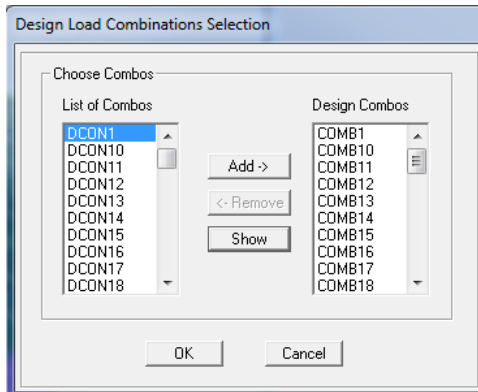 Design Load Combinations Selection
Choose Combos
List of Combos
DCON1
DCON10
DCON11
DCON12
DCON13
DCON14
DCON15
DCON16
DCON17
DCON18
Add ->
<- Remove
Show
Design Combos
COMB1
COMB10
COMB11
COMB12
COMB13
COMB14
COMB15
COMB16
COMB17
COMB18
OK
Cancel